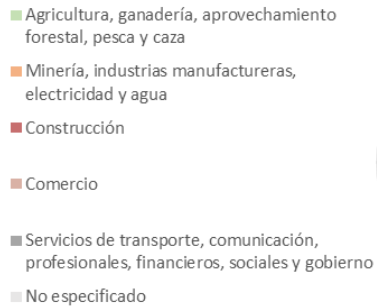 Agricultura, ganadería, aprovechamiento
forestal, pesca y caza
Minería, industrias manufactureras,
electricidad y agua
Construcción
Comercio
Servicios de transporte, comunicación,
profesionales, financieros, sociales y gobierno
No especificado